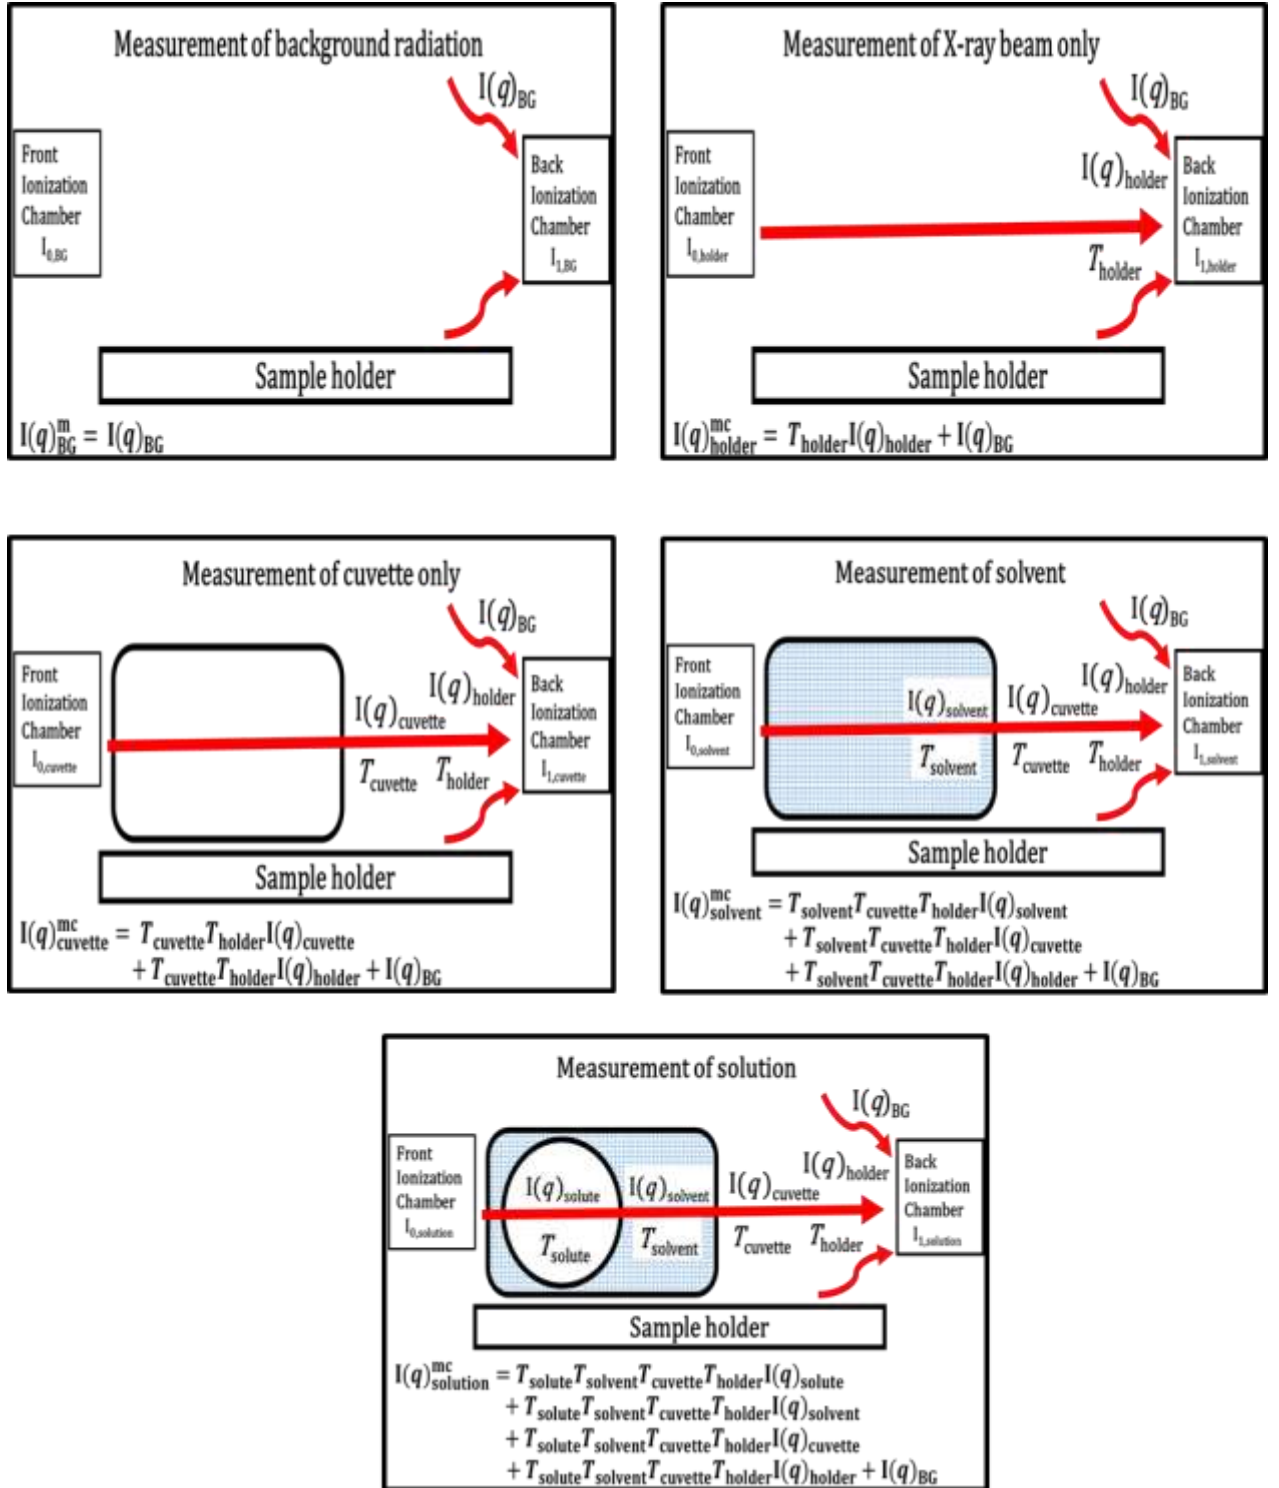 Measurement of background radiation
I(q)BG
Front
Ionization
Chamber
I0,BG
Back
Ionization
Chamber
I1,BG
Sample holder
I(q)ᵐBG = I(q)BG
Measurement of X-ray beam only
I(q)BG
Front
Ionization
Chamber
I0,holder
I(q)holder
Tholder
Back
Ionization
Chamber
I1,holder
Sample holder
I(q)ᵐᶜholder = TholderI(q)holder + I(q)BG
Measurement of cuvette only
I(q)BG
Front
Ionization
Chamber
I0,cuvette
I(q)cuvette
I(q)holder
Tcuvette
Tholder
Back
Ionization
Chamber
I1,cuvette
Sample holder
I(q)ᵐᶜcuvette = TcuvetteTholderI(q)cuvette
+ TcuvetteTholderI(q)holder + I(q)BG
Measurement of solvent
I(q)BG
Front
Ionization
Chamber
I0,solvent
I(q)solvent
I(q)cuvette
I(q)holder
Tsolvent
Tcuvette
Tholder
Back
Ionization
Chamber
I1,solvent
Sample holder
I(q)ᵐᶜsolvent = TsolventTcuvetteTholderI(q)solvent
+ TsolventTcuvetteTholderI(q)cuvette
+ TsolventTcuvetteTholderI(q)holder + I(q)BG
Measurement of solution
I(q)BG
Front
Ionization
Chamber
I0,solution
I(q)solute
I(q)solvent
I(q)cuvette
I(q)holder
Tsolute
Tsolvent
Tcuvette
Tholder
Back
Ionization
Chamber
I1,solution
Sample holder
I(q)ᵐᶜsolution = TsoluteTsolventTcuvetteTholderI(q)solute
+ TsoluteTsolventTcuvetteTholderI(q)solvent
+ TsoluteTsolventTcuvetteTholderI(q)cuvette
+ TsoluteTsolventTcuvetteTholderI(q)holder + I(q)BG